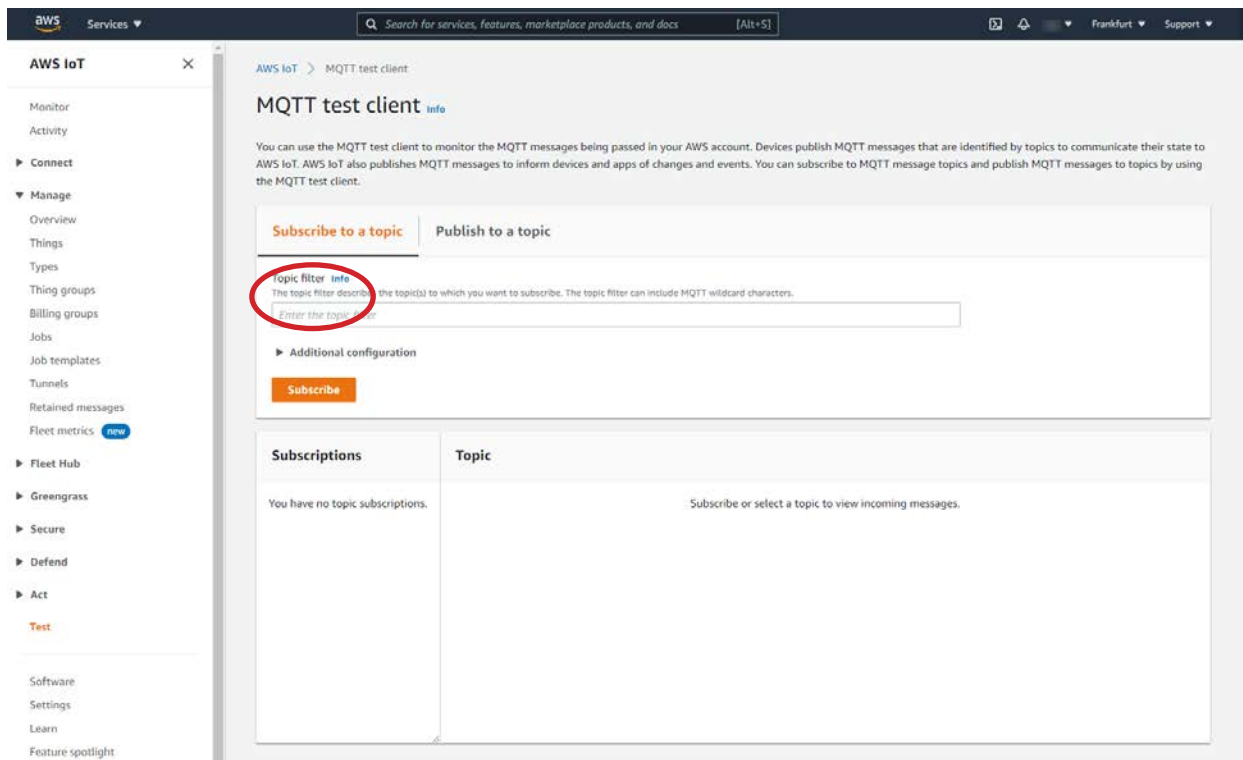 aws Services
Search for services, features, marketplace products, and docs [Alt+S]
Frankfurt Support
AWS IoT
Monitor
Activity
Connect
Manage
Overview
Things
Types
Thing groups
Billing groups
Jobs
Job templates
Tunnels
Retained messages
Fleet metrics new
Fleet Hub
Greengrass
Secure
Defend
Act
Test
Software
Settings
Learn
Feature spotlight
AWS IoT > MQTT test client
MQTT test client Info
You can use the MQTT test client to monitor the MQTT messages being passed in your AWS account. Devices publish MQTT messages that are identified by topics to communicate their state to
AWS IoT. AWS IoT also publishes MQTT messages to inform devices and apps of changes and events. You can subscribe to MQTT message topics and publish MQTT messages to topics by using
the MQTT test client.
Subscribe to a topic Publish to a topic
Topic filter Info
The topic filter describes the topic(s) to which you want to subscribe. The topic filter can include MQTT wildcard characters.
Enter the topic filter
Additional configuration
Subscribe
Subscriptions
You have no topic subscriptions.
Topic
Subscribe or select a topic to view incoming messages.